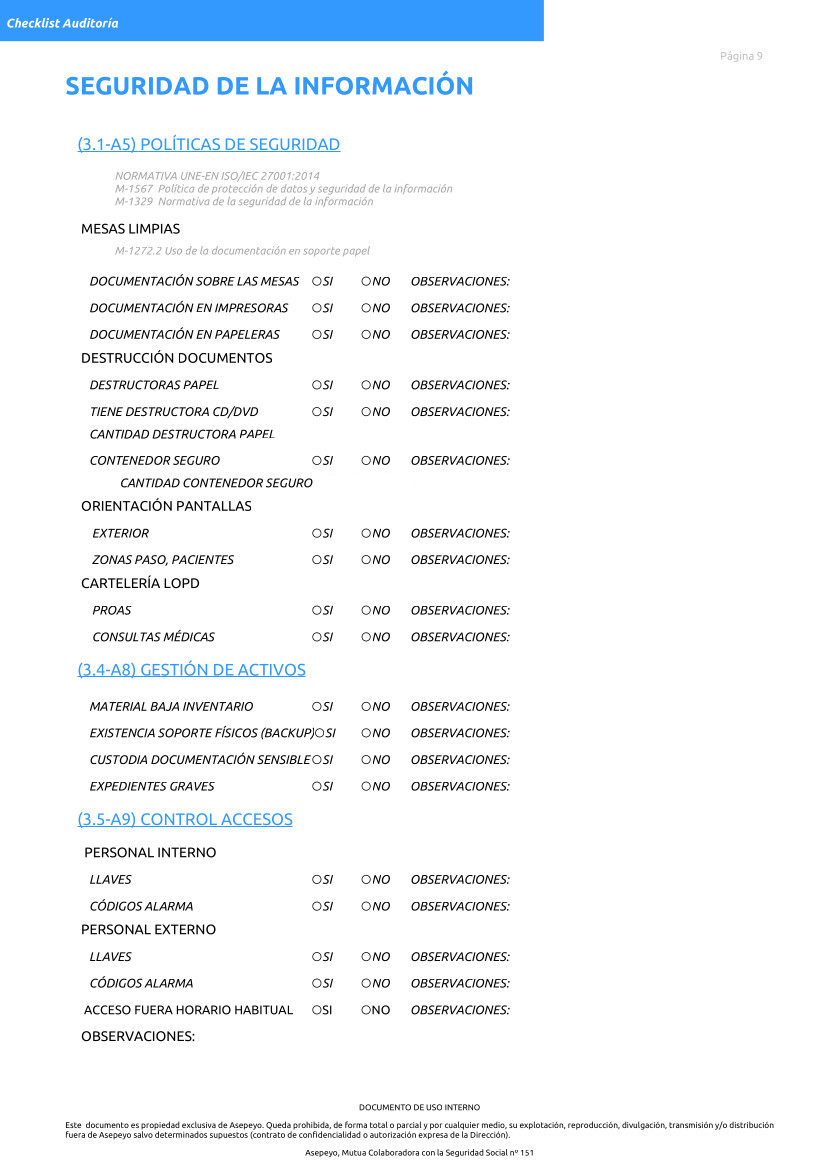 Checklist Auditoría
Página 9
SEGURIDAD DE LA INFORMACIÓN
(3.1-A5) POLÍTICAS DE SEGURIDAD
NORMATIVA UNE-EN ISO/IEC 27001:2014
M-1567 Política de protección de datos y seguridad de la información
M-1329 Normativa de la seguridad de la información
MESAS LIMPIAS
M-1272.2 Uso de la documentación en soporte papel
DOCUMENTACIÓN SOBRE LAS MESAS ○SI ○NO OBSERVACIONES:
DOCUMENTACIÓN EN IMPRESORAS ○SI ○NO OBSERVACIONES:
DOCUMENTACIÓN EN PAPELERAS ○SI ○NO OBSERVACIONES:
DESTRUCCIÓN DOCUMENTOS
DESTRUCTORAS PAPEL ○SI ○NO OBSERVACIONES:
TIENE DESTRUCTORA CD/DVD ○SI ○NO OBSERVACIONES:
CANTIDAD DESTRUCTORA PAPEL
CONTENEDOR SEGURO ○SI ○NO OBSERVACIONES:
CANTIDAD CONTENEDOR SEGURO
ORIENTACIÓN PANTALLAS
EXTERIOR ○SI ○NO OBSERVACIONES:
ZONAS PASO, PACIENTES ○SI ○NO OBSERVACIONES:
CARTELERÍA LOPD
PROAS ○SI ○NO OBSERVACIONES:
CONSULTAS MÉDICAS ○SI ○NO OBSERVACIONES:
(3.4-A8) GESTIÓN DE ACTIVOS
MATERIAL BAJA INVENTARIO ○SI ○NO OBSERVACIONES:
EXISTENCIA SOPORTE FÍSICOS (BACKUP) ○SI ○NO OBSERVACIONES:
CUSTODIA DOCUMENTACIÓN SENSIBLE ○SI ○NO OBSERVACIONES:
EXPEDIENTES GRAVES ○SI ○NO OBSERVACIONES:
(3.5-A9) CONTROL ACCESOS
PERSONAL INTERNO
LLAVES ○SI ○NO OBSERVACIONES:
CÓDIGOS ALARMA ○SI ○NO OBSERVACIONES:
PERSONAL EXTERNO
LLAVES ○SI ○NO OBSERVACIONES:
CÓDIGOS ALARMA ○SI ○NO OBSERVACIONES:
ACCESO FUERA HORARIO HABITUAL ○SI ○NO OBSERVACIONES:
OBSERVACIONES:
DOCUMENTO DE USO INTERNO
Este documento es propiedad exclusiva de Asepeyo. Queda prohibida, de forma total o parcial y por cualquier medio, su explotación, reproducción, divulgación, transmisión y/o distribución
fuera de Asepeyo salvo determinados supuestos (contrato de confidencialidad o autorización expresa de la Dirección).
Asepeyo, Mutua Colaboradora con la Seguridad Social nº 151